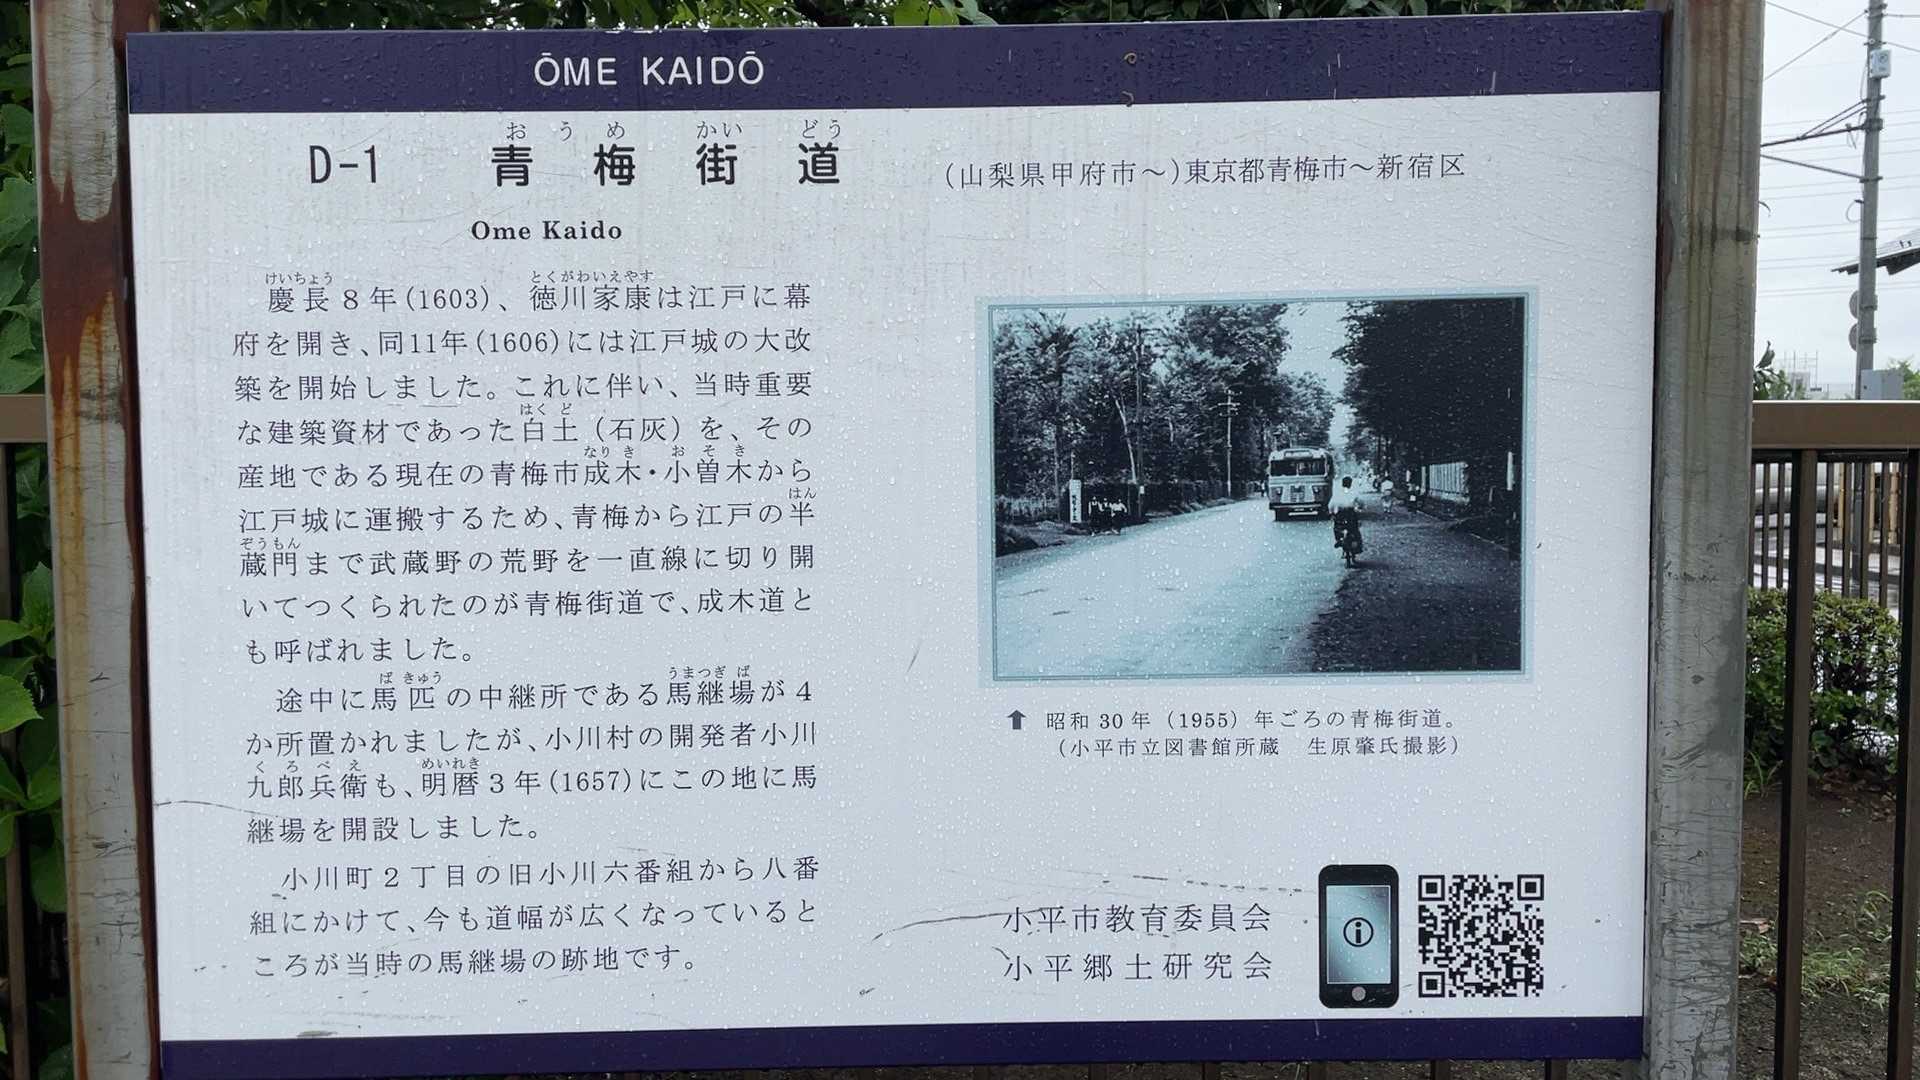 ŌME KAIDŌ
おうめ かいどう
D-1 青梅街道 (山梨県甲府市～)東京都青梅市～新宿区
Ome Kaido
けいちょう とくがわいえやす
慶長8年(1603)、徳川家康は江戸に幕
府を開き、同11年(1606)には江戸城の大改
築を開始しました。これに伴い、当時重要
はくど
な建築資材であった白土（石灰）を、その
なりき おそき
産地である現在の青梅市成木・小曽木から
はん
江戸城に運搬するため、青梅から江戸の半
ぞうもん
蔵門まで武蔵野の荒野を一直線に切り開
いてつくられたのが青梅街道で、成木道と
も呼ばれました。
ばきゅう うまつぎば
途中に馬匹の中継所である馬継場が4
か所置かれましたが、小川村の開発者小川
くろべえ めいれき
九郎兵衛も、明暦3年(1657)にこの地に馬
継場を開設しました。
小川町2丁目の旧小川六番組から八番
組にかけて、今も道幅が広くなっていると
ころが当時の馬継場の跡地です。
⬆ 昭和30年（1955）年ごろの青梅街道。
（小平市立図書館所蔵 生原肇氏撮影）
小平市教育委員会
小平郷土研究会